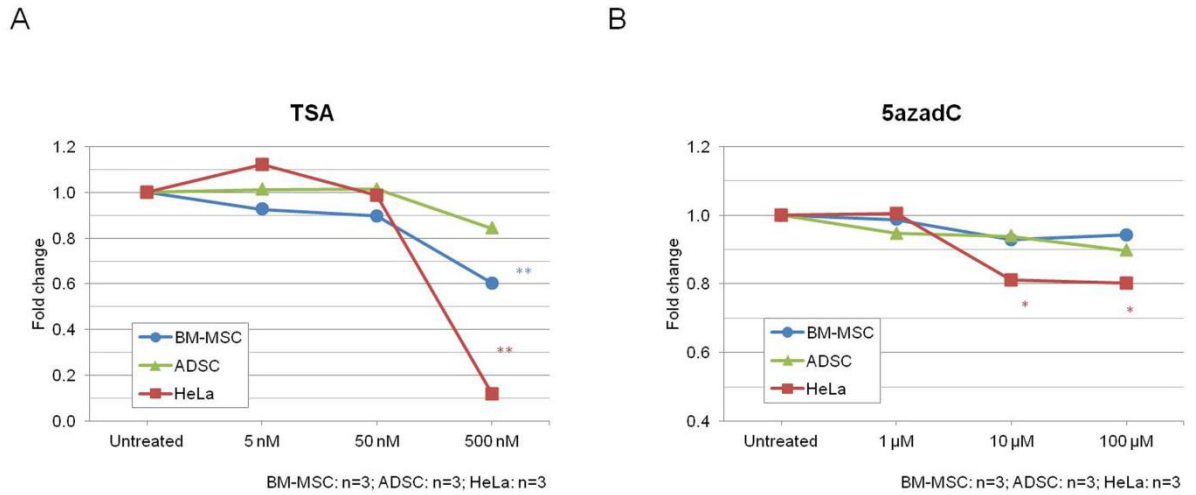 A
TSA
1.2
1.0
0.8
0.6
0.4
0.2
0.0
Fold change
**
**
BM-MSC
ADSC
HeLa
Untreated 5 nM 50 nM 500 nM
BM-MSC: n=3; ADSC: n=3; HeLa: n=3
B
5azadC
1.2
1.0
0.8
0.6
0.4
Fold change
*
*
BM-MSC
ADSC
HeLa
Untreated 1 µM 10 µM 100 µM
BM-MSC: n=3; ADSC: n=3; HeLa: n=3